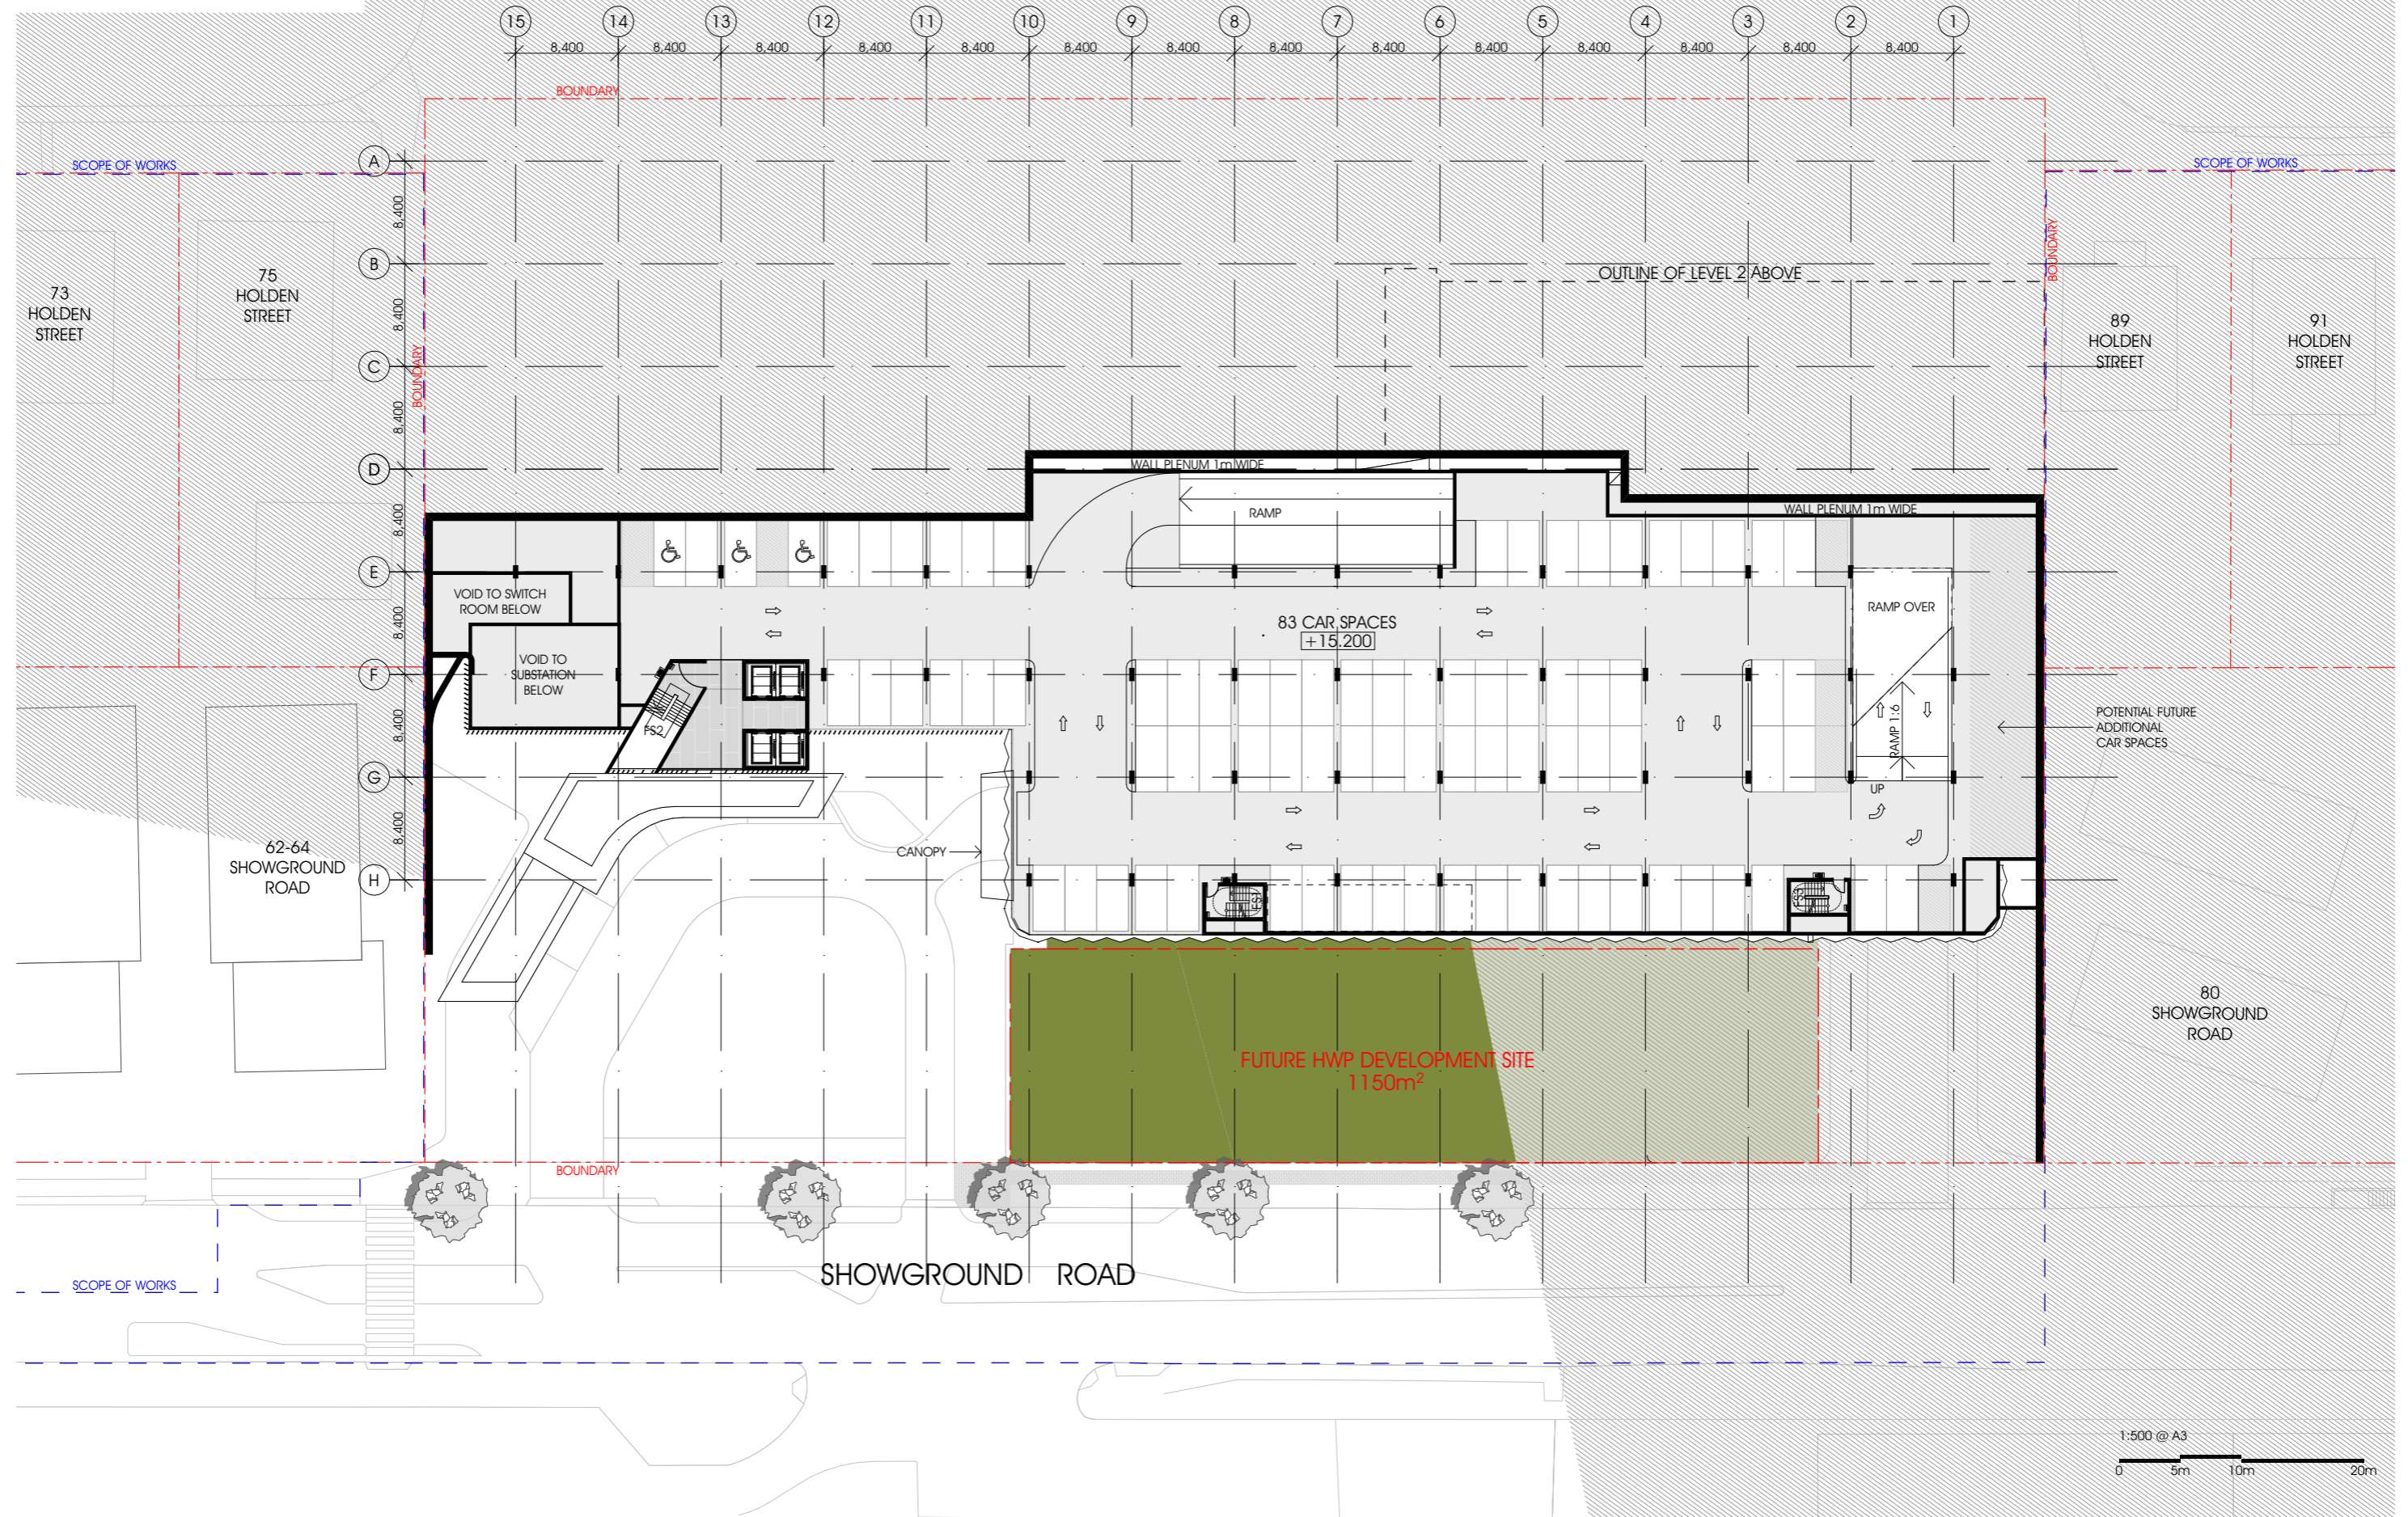 15 14 13 12 11 10 9 8 7 6 5 4 3 2 1
8,400 8,400 8,400 8,400 8,400 8,400 8,400 8,400 8,400 8,400 8,400 8,400 8,400 8,400
BOUNDARY
SCOPE OF WORKS
SCOPE OF WORKS
A
8,400
B
8,400
C
8,400
D
8,400
E
8,400
F
8,400
G
8,400
H
BOUNDARY
BOUNDARY
OUTLINE OF LEVEL 2 ABOVE
73
HOLDEN
STREET
75
HOLDEN
STREET
89
HOLDEN
STREET
91
HOLDEN
STREET
WALL PLENUM 1m WIDE
RAMP
WALL PLENUM 1m WIDE
VOID TO SWITCH
ROOM BELOW
83 CAR SPACES
+15.200
RAMP OVER
VOID TO
SUBSTATION
BELOW
FS2
RAMP 1:6
UP
POTENTIAL FUTURE
ADDITIONAL
CAR SPACES
62-64
SHOWGROUND
ROAD
CANOPY
FS1
FS3
80
SHOWGROUND
ROAD
FUTURE HWP DEVELOPMENT SITE
1150m²
BOUNDARY
SHOWGROUND ROAD
SCOPE OF WORKS
1:500 @ A3
0 5m 10m 20m